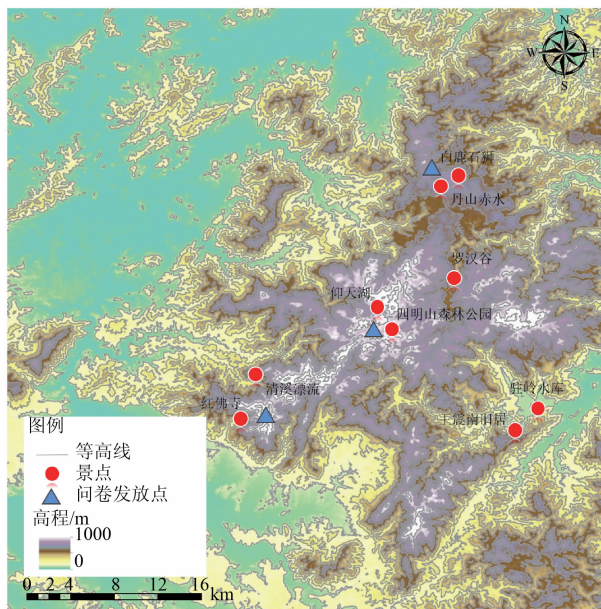 N
W E
S
白鹿石狮
丹山赤水
罗汉谷
仰天湖
四明山森林公园
清溪漂流
红佛寺
驻岭水库
王震南旧居
图例
等高线
景点
问卷发放点
高程/m
1000
0
0 2 4 8 12 16
km